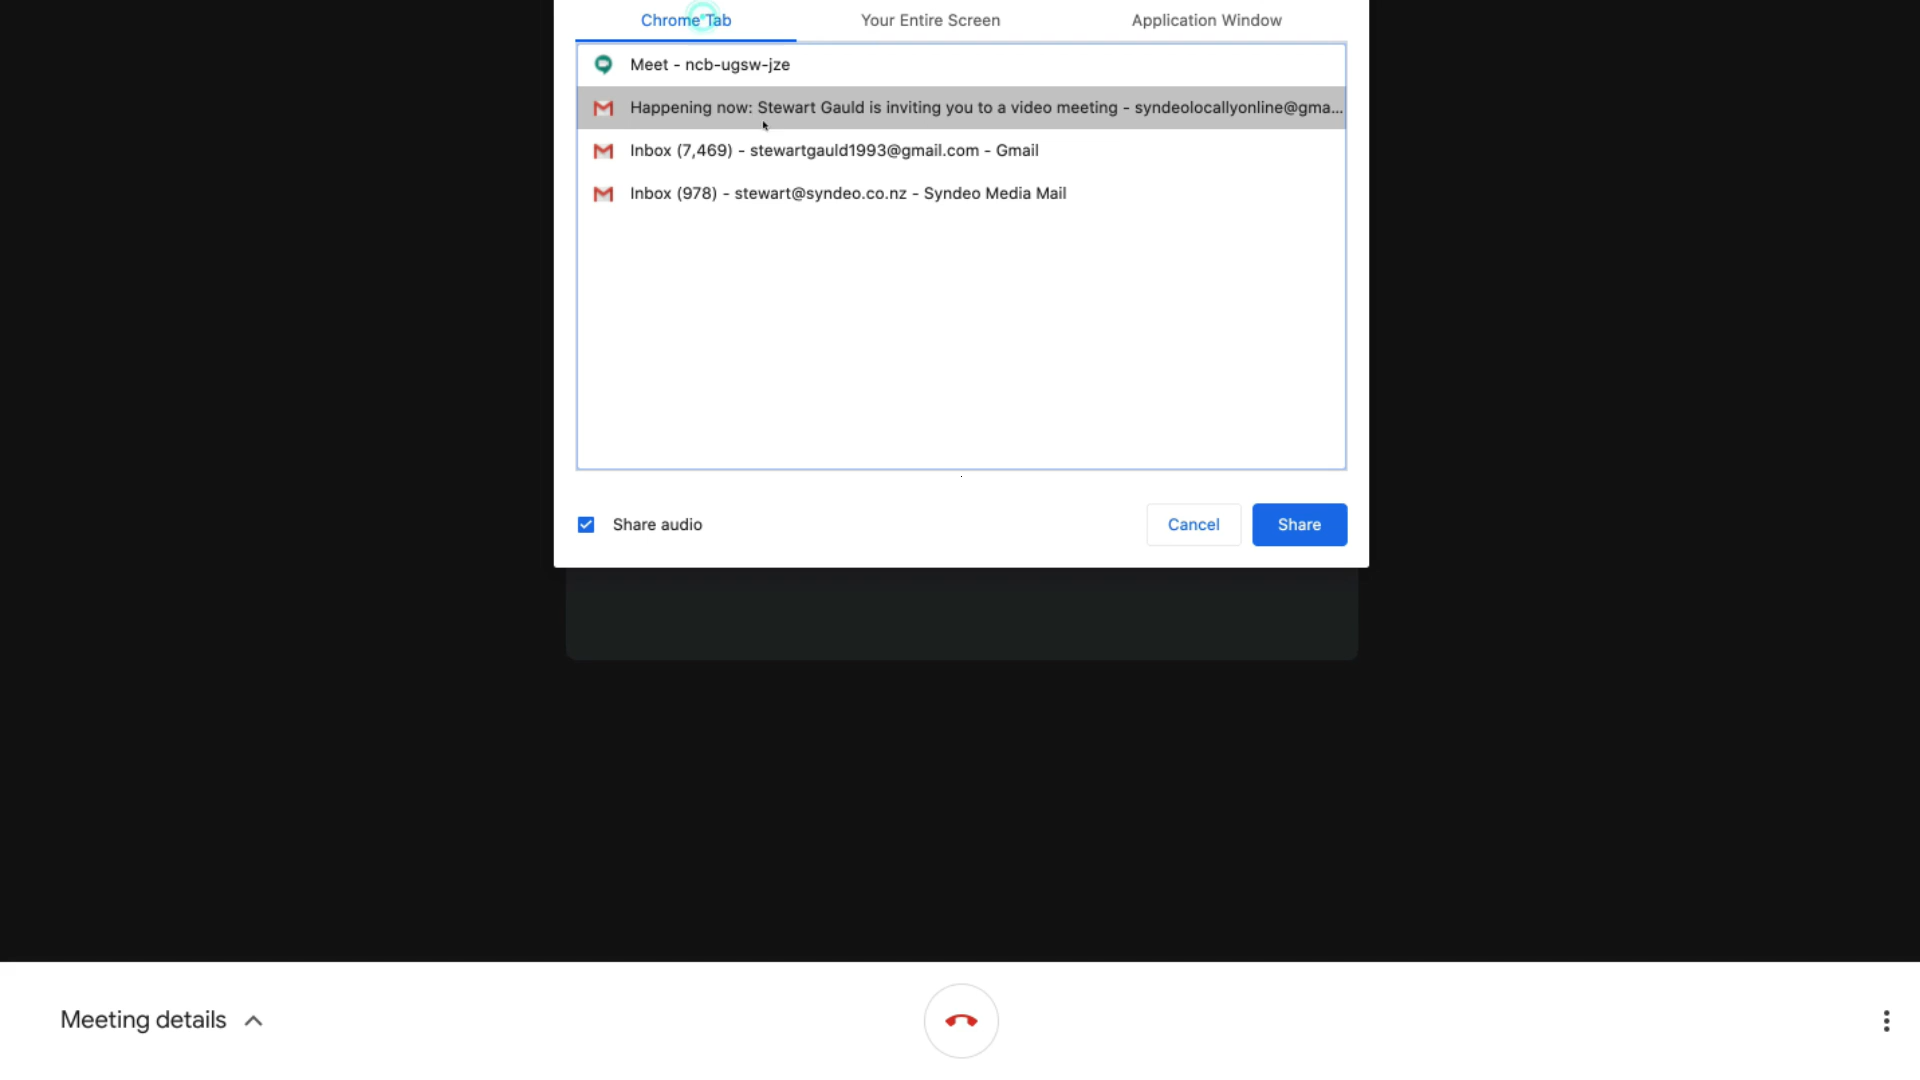 Chrome Tab
Your Entire Screen
Application Window
Meet - ncb-ugsw-jze
Happening now: Stewart Gauld is inviting you to a video meeting - syndeolocallyonline@gma...
Inbox (7,469) - stewartgauld1993@gmail.com - Gmail
Inbox (978) - stewart@syndeo.co.nz - Syndeo Media Mail
Share audio
Cancel
Share
Meeting details